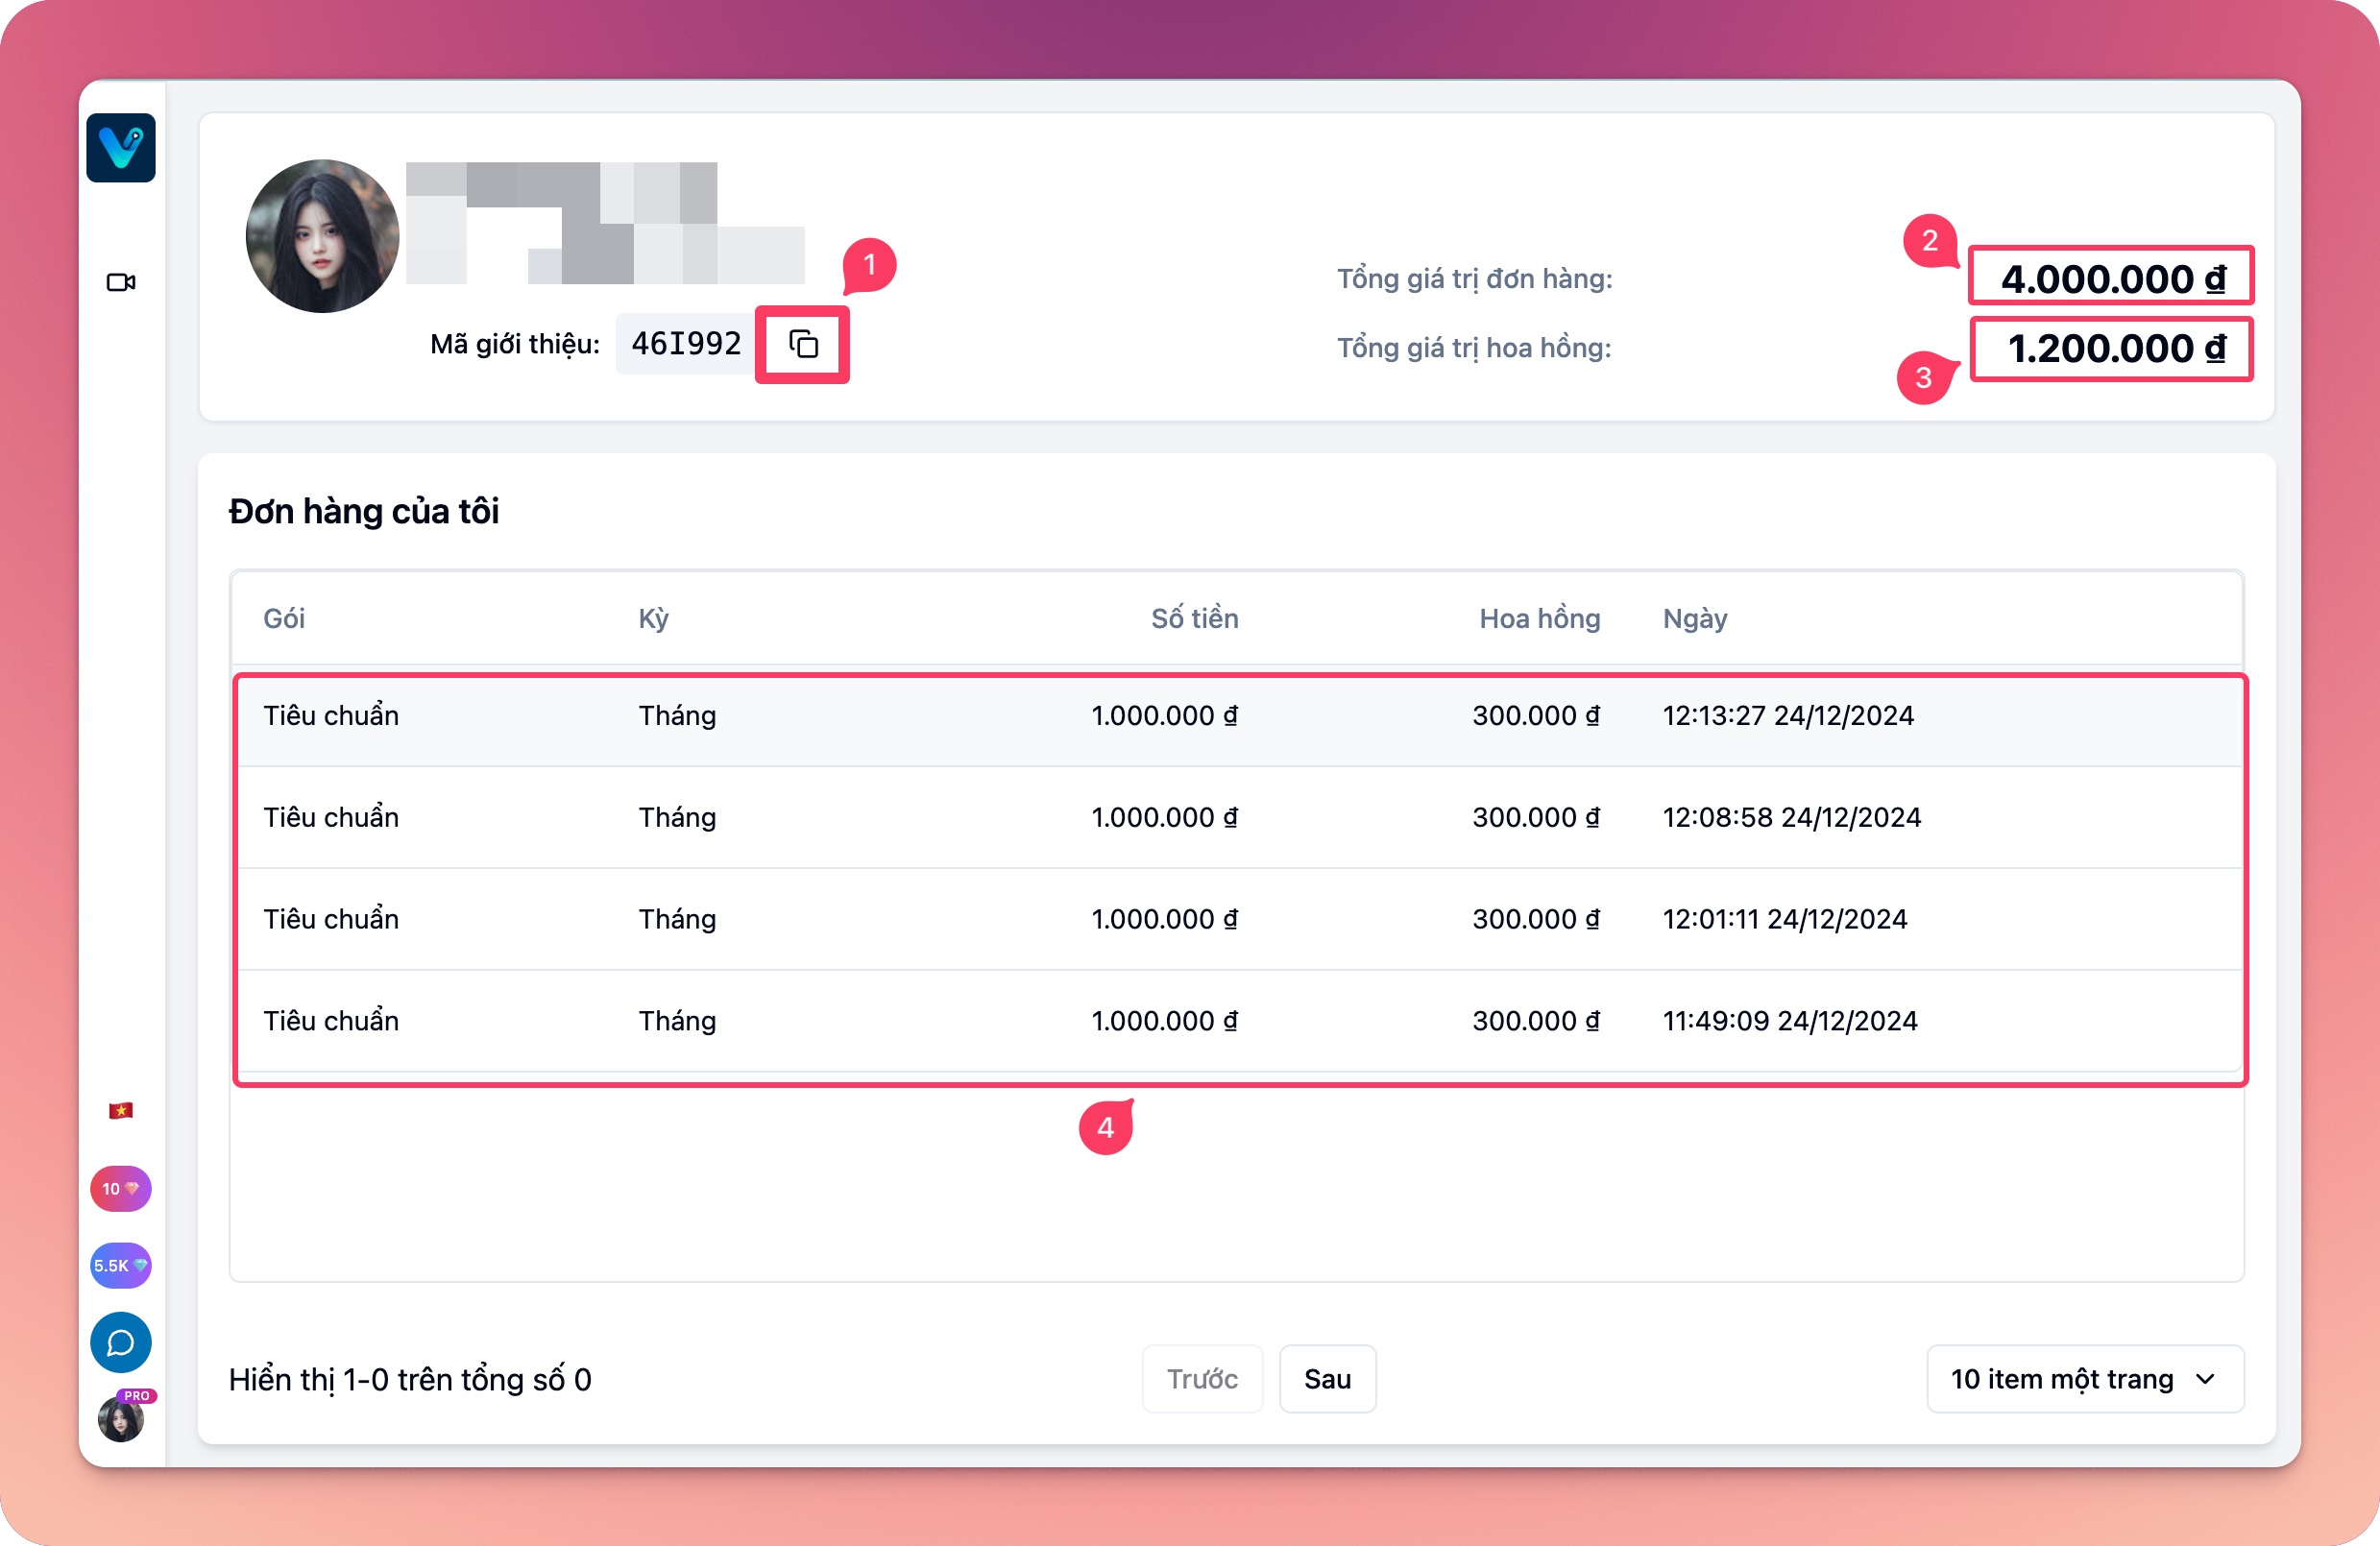 1
Mã giới thiệu: 46I992
2
Tổng giá trị đơn hàng: 4.000.000 ₫
Tổng giá trị hoa hồng: 1.200.000 ₫
3
Đơn hàng của tôi
Gói Kỳ Số tiền Hoa hồng Ngày
Tiêu chuẩn Tháng 1.000.000 ₫ 300.000 ₫ 12:13:27 24/12/2024
Tiêu chuẩn Tháng 1.000.000 ₫ 300.000 ₫ 12:08:58 24/12/2024
Tiêu chuẩn Tháng 1.000.000 ₫ 300.000 ₫ 12:01:11 24/12/2024
Tiêu chuẩn Tháng 1.000.000 ₫ 300.000 ₫ 11:49:09 24/12/2024
4
10
5.5K
PRO
Hiển thị 1-0 trên tổng số 0
Trước Sau
10 item một trang